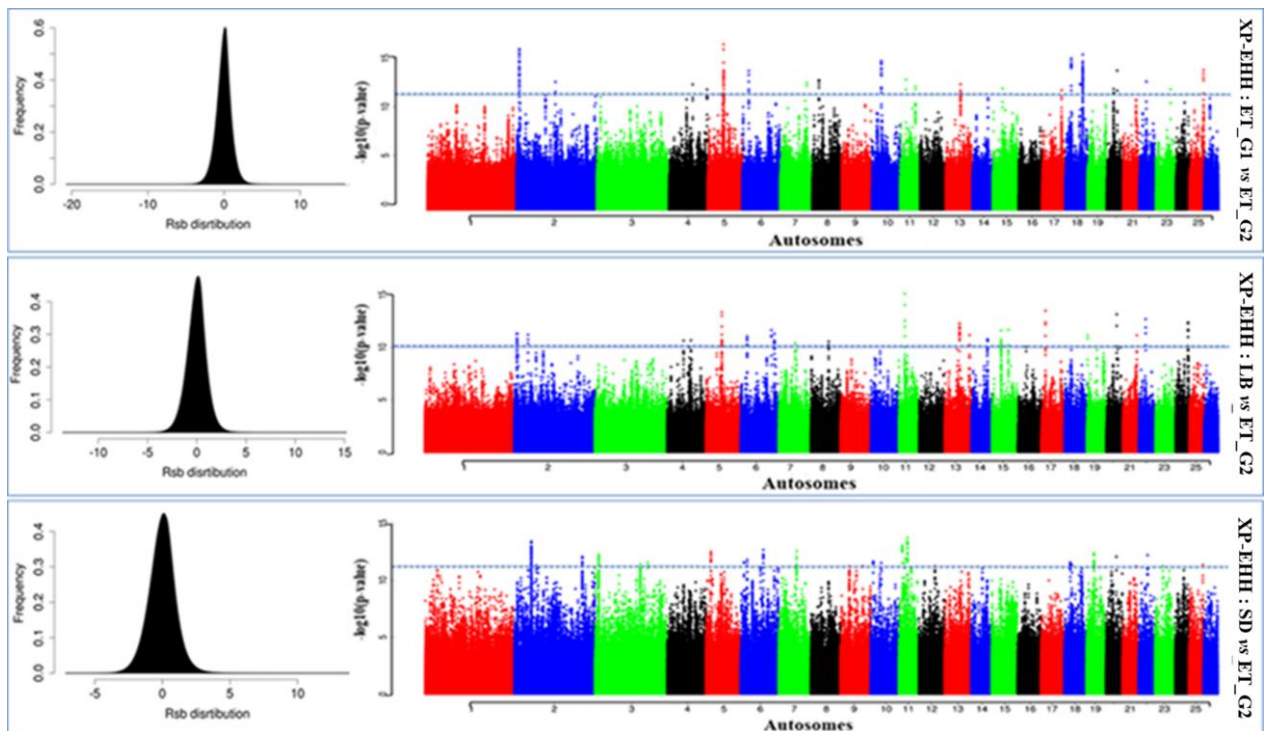 0.6
0.4
0.2
0.0
Frequency
-20 -10 0 10
Rsb disrtibution
15
10
5
0
-log10(p value)
1 2 3 4 5 6 7 8 9 10 11 12 13 14 15 16 17 18 19 21 23 25
Autosomes
XP-EHH : ET_G1 vs ET_G2
0.4
0.3
0.2
0.1
0.0
Frequency
-10 -5 0 5 10 15
Rsb disrtibution
15
10
5
0
-log10(p value)
1 2 3 4 5 6 7 8 9 10 11 12 13 14 15 16 17 18 19 21 23 25
Autosomes
XP-EHH : LB vs ET_G2
0.4
0.3
0.2
0.1
0.0
Frequency
-5 0 5 10
Rsb disrtibution
15
10
5
0
-log10(p value)
1 2 3 4 5 6 7 8 9 10 11 12 13 14 15 16 17 18 19 21 23 25
Autosomes
XP-EHH : SD vs ET_G2